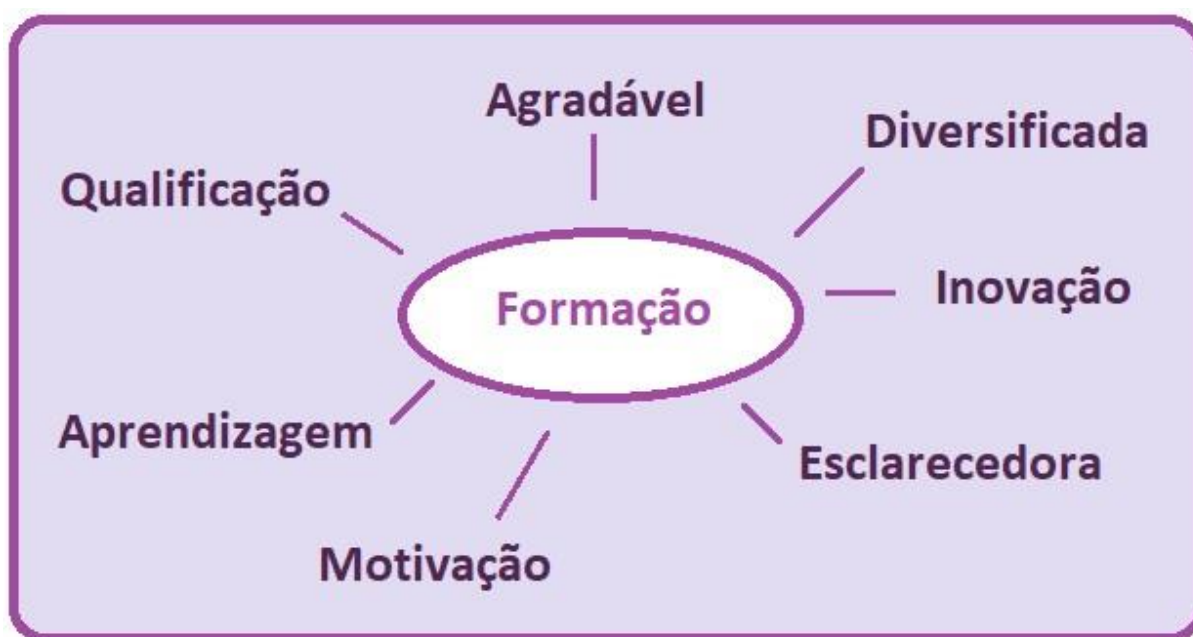 Agradável
Diversificada
Qualificação
Inovação
Formação
Aprendizagem
Esclarecedora
Motivação